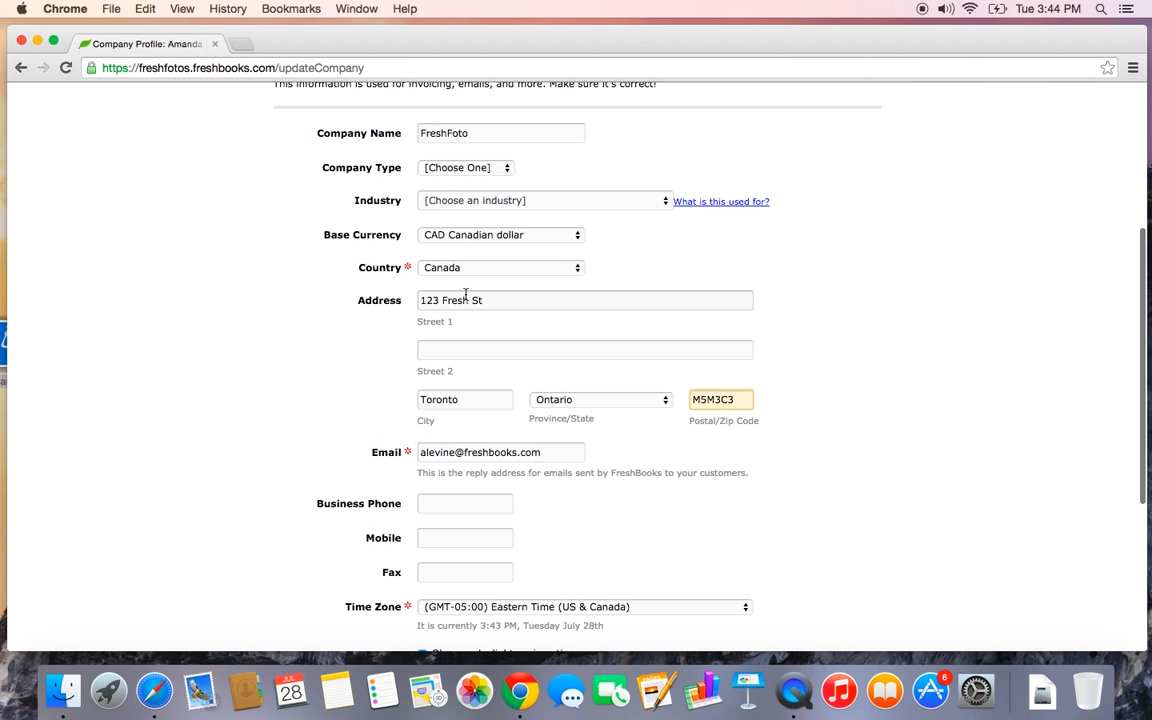 Chrome File Edit View History Bookmarks Window Help Tue 3:44 PM
Company Profile: Amanda
https://freshfotos.freshbooks.com/updateCompany
This information is used for invoicing, emails, and more. Make sure it's correct!
Company Name FreshFoto
Company Type [Choose One]
Industry [Choose an industry] What is this used for?
Base Currency CAD Canadian dollar
Country * Canada
Address 123 Fresh St
Street 1
Street 2
Toronto Ontario M5M3C3
City Province/State Postal/Zip Code
Email * alevine@freshbooks.com
This is the reply address for emails sent by FreshBooks to your customers.
Business Phone
Mobile
Fax
Time Zone * (GMT-05:00) Eastern Time (US & Canada)
It is currently 3:43 PM, Tuesday July 28th
JUL
28
6